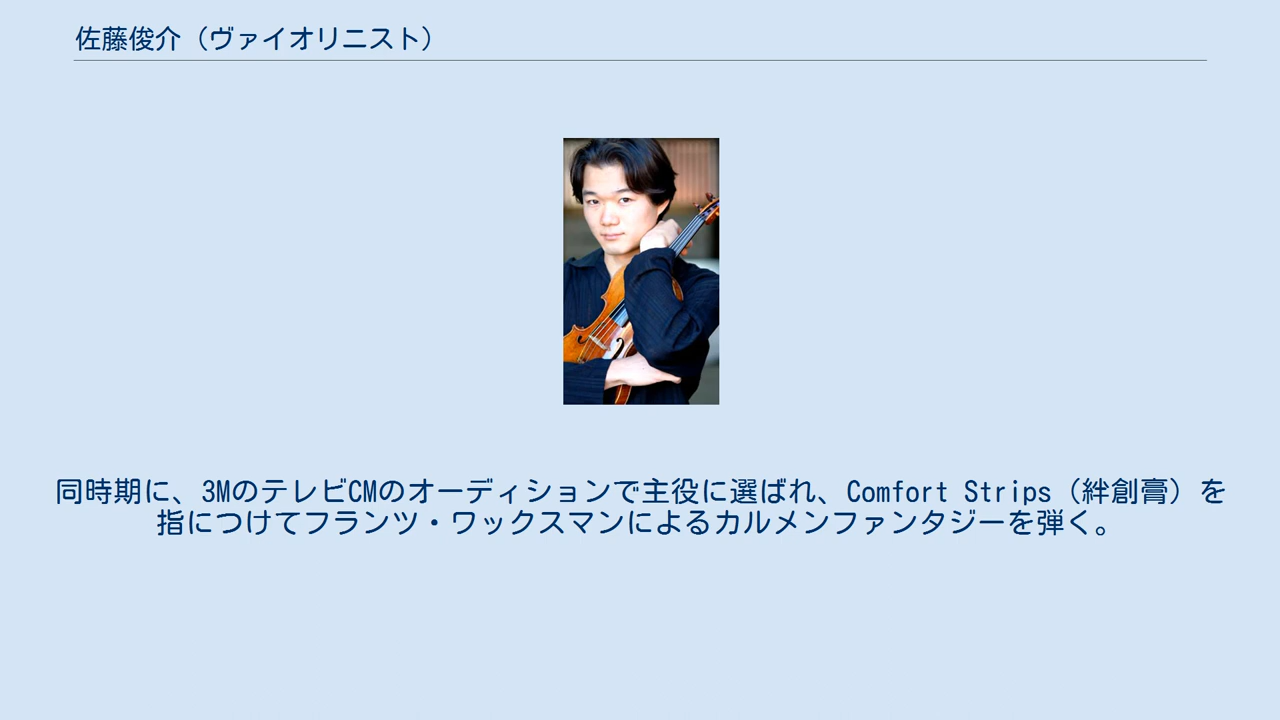 佐藤俊介（ヴァイオリニスト）
同時期に、3MのテレビCMのオーディションで主役に選ばれ、Comfort Strips（絆創膏）を
指につけてフランツ・ワックスマンによるカルメンファンタジーを弾く。